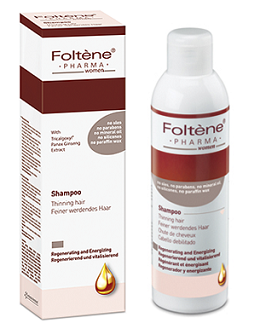 Foltène®
• PHARMA •
women
no sles
no parabens
no mineral oil
no silicones
no paraffin wax
With
Tricalgoxyl®
Panax Ginseng
Extract
Shampoo
Thinning hair
Feiner werdendes Haar
Regenerating and Energizing
Regenerierend und vitalisierend
Foltène®
• PHARMA •
women
no sles, no parabens, no mineral oil
no silicones, no paraffin wax
Shampoo
Thinning hair
Feiner werdendes Haar
Chute de cheveux
Cabello debilitado
Regenerating and Energizing
Regenerierend und vitalisierend
Régénérant et énergisant
Regenerador y energizante